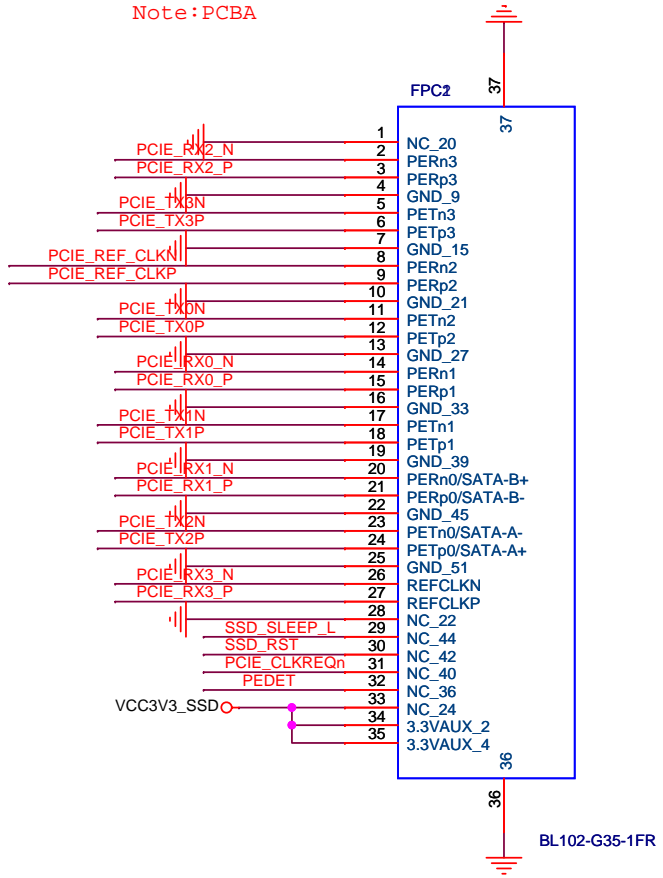 Note:PCBA
FPC2
37
37
1 NC_20
PCIE_RX2_N 2 PERn3
PCIE_RX2_P 3 PERp3
4 GND_9
PCIE_TX3N 5 PETn3
PCIE_TX3P 6 PETp3
7 GND_15
PCIE_REF_CLKN 8 PERn2
PCIE_REF_CLKP 9 PERp2
10 GND_21
PCIE_TX0N 11 PETn2
PCIE_TX0P 12 PETp2
13 GND_27
PCIE_RX0_N 14 PERn1
PCIE_RX0_P 15 PERp1
16 GND_33
PCIE_TX1N 17 PETn1
PCIE_TX1P 18 PETp1
19 GND_39
PCIE_RX1_N 20 PERn0/SATA-B+
PCIE_RX1_P 21 PERp0/SATA-B-
22 GND_45
PCIE_TX2N 23 PETn0/SATA-A-
PCIE_TX2P 24 PETp0/SATA-A+
25 GND_51
PCIE_RX3_N 26 REFCLKN
PCIE_RX3_P 27 REFCLKP
28 NC_22
SSD_SLEEP_L 29 NC_44
SSD_RST 30 NC_42
PCIE_CLKREQn 31 NC_40
PEDET 32 NC_36
VCC3V3_SSD 33 NC_24
34 3.3VAUX_2
35 3.3VAUX_4
36
36
BL102-G35-1FR